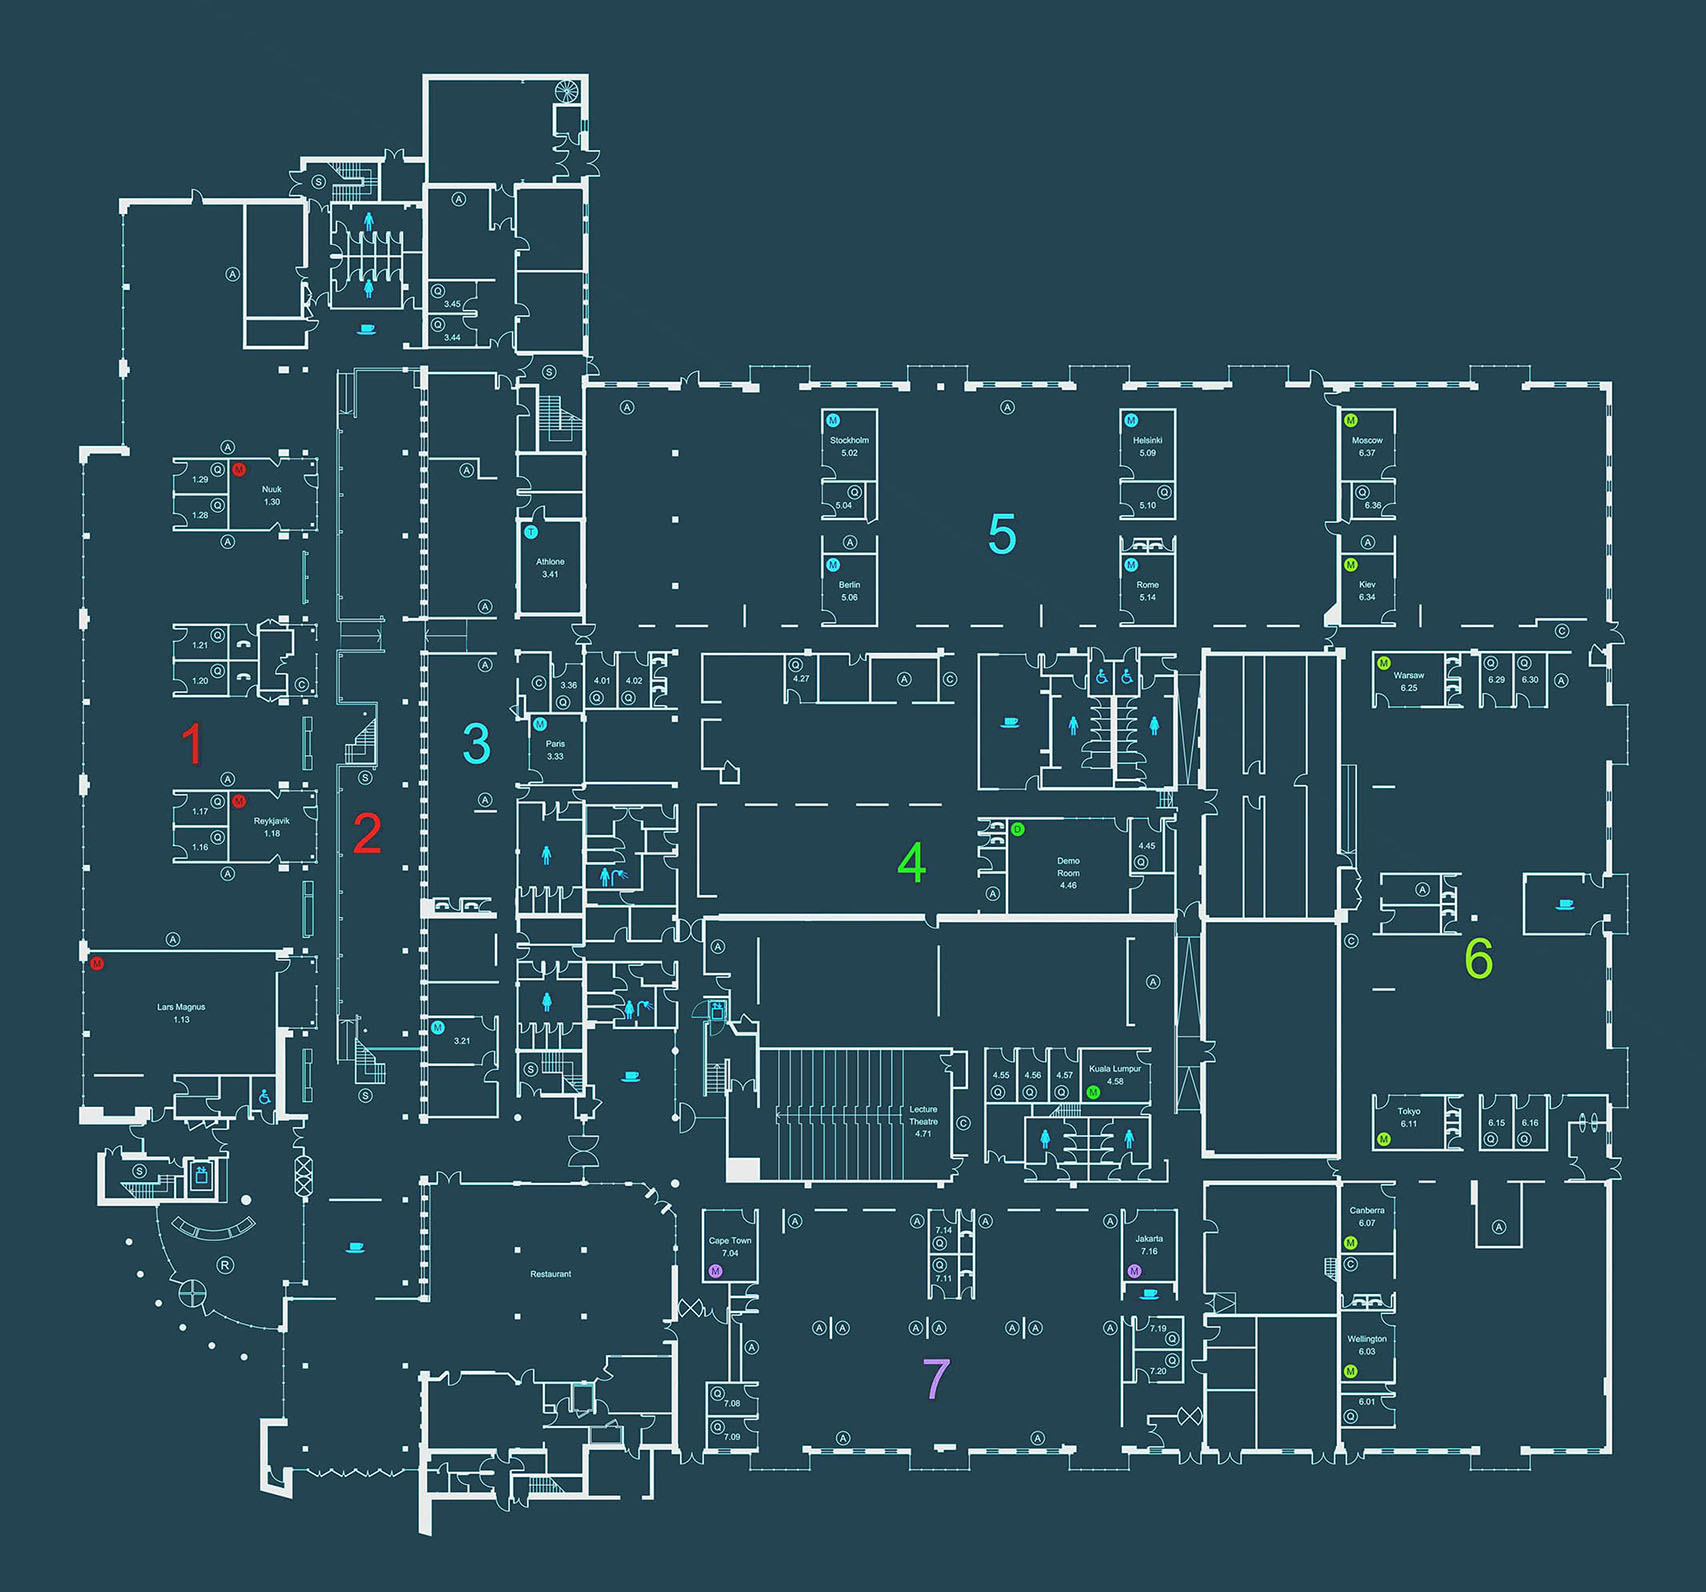 S
A
A
Q
3.45
Q
3.44
S
A
A
A
Q
1.29
M
Nuuk
1.30
Q
1.28
A
A
T
Athlone
3.41
A
M
Stockholm
5.02
Q
5.04
A
M
Berlin
5.06
5
M
Helsinki
5.09
Q
5.10
M
Rome
5.14
M
Moscow
6.37
Q
6.36
A
M
Kiev
6.34
C
Q
1.21
Q
1.20
C
1
A
Q
1.17
M
Reykjavik
1.18
Q
1.16
A
A
S
2
A
3
A
C
3.36
Q
M
Paris
3.33
4.01
Q
4.02
Q
Q
4.27
A
C
4
D
Demo
Room
4.46
4.45
Q
A
M
Warsaw
6.25
Q
6.29
Q
6.30
A
A
C
6
M
Lars Magnus
1.13
M
3.21
S
S
A
A
Lecture
Theatre
4.71
C
4.55
Q
4.56
Q
4.57
Q
Kuala Lumpur
4.58
M
Tokyo
6.11
M
6.15
Q
6.16
Q
S
R
Restaurant
Cape Town
7.04
M
A
A
7.14
Q
Q
7.11
A
A
Jakarta
7.16
M
A
A
A
A
A
A
A
7.19
Q
Q
7.20
A
7
Q
7.08
Q
7.09
A
A
Canberra
6.07
M
C
Wellington
6.03
M
6.01
Q
A